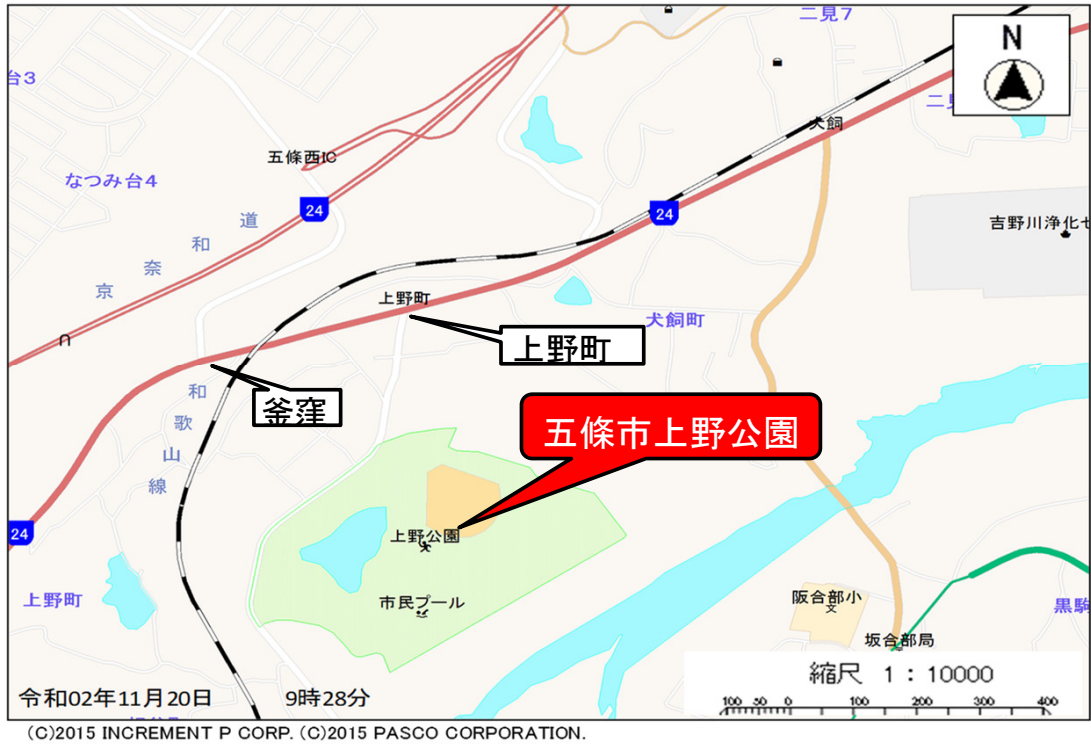 二見7
N
台3
犬飼
五條西IC
なつみ台4
24
24
吉野川浄化セ
京奈和道
上野町
犬飼町
上野町
釜窪
和歌山線
五條市上野公園
24
上野公園
上野町
市民プール
阪合部小
黒駒
坂合部局
縮尺 1:10000
令和02年11月20日 9時28分
100 50 0 100 200 300 400
(C)2015 INCREMENT P CORP. (C)2015 PASCO CORPORATION.